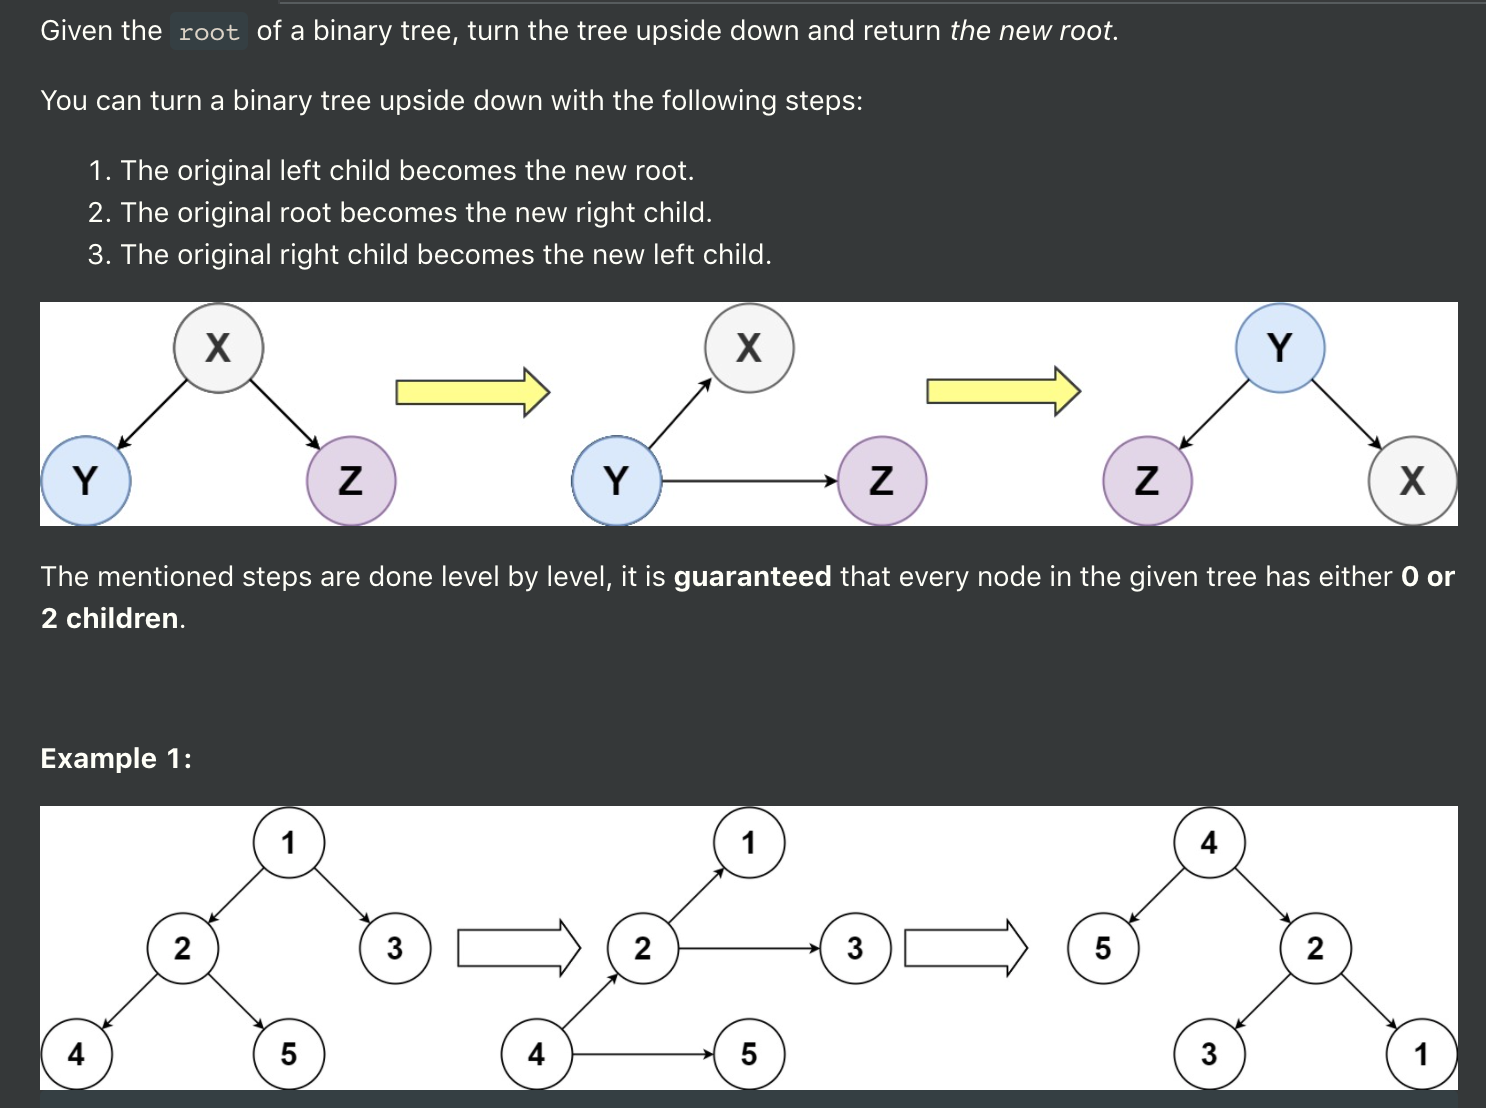 Given the root of a binary tree, turn the tree upside down and return the new root.
You can turn a binary tree upside down with the following steps:
1. The original left child becomes the new root.
2. The original root becomes the new right child.
3. The original right child becomes the new left child.
X X Y
Y Z Y Z Z X
The mentioned steps are done level by level, it is guaranteed that every node in the given tree has either 0 or
2 children.
Example 1:
1 1 4
2 3 2 3 5 2
4 5 4 5 3 1